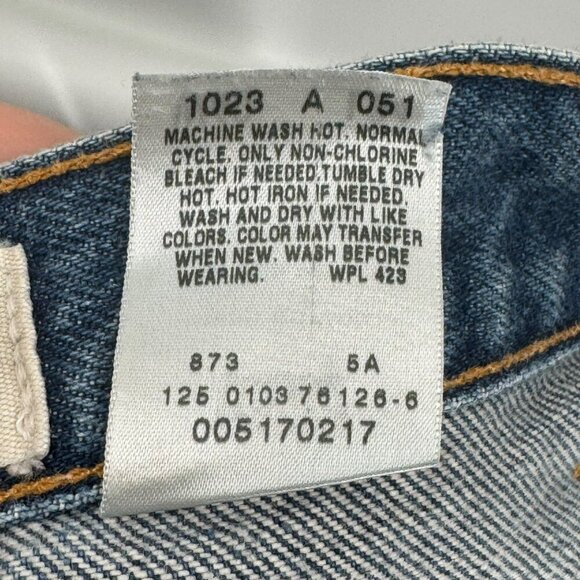 1023 A 051
MACHINE WASH HOT. NORMAL
CYCLE. ONLY NON-CHLORINE
BLEACH IF NEEDED.TUMBLE DRY
HOT. HOT IRON IF NEEDED.
WASH AND DRY WITH LIKE
COLORS. COLOR MAY TRANSFER
WHEN NEW. WASH BEFORE
WEARING. WPL 423
873 5A
125 0103 76126-6
005170217